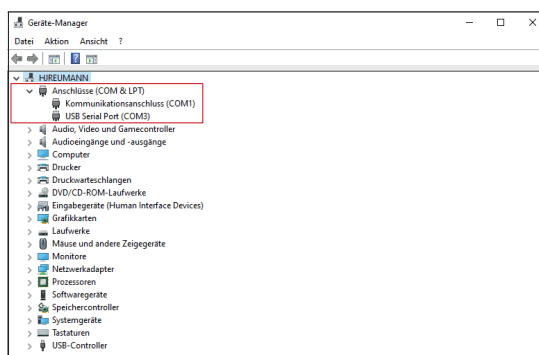 Geräte-Manager
Datei Aktion Ansicht ?
HJREUMANN
Anschlüsse (COM & LPT)
Kommunikationsanschluss (COM1)
USB Serial Port (COM3)
Audio, Video und Gamecontroller
Audioeingänge und -ausgänge
Computer
Drucker
Druckwarteschlangen
DVD/CD-ROM-Laufwerke
Eingabegeräte (Human Interface Devices)
Grafikkarten
Laufwerke
Mäuse und andere Zeigegeräte
Monitore
Netzwerkadapter
Prozessoren
Softwaregeräte
Speichercontroller
Systemgeräte
Tastaturen
USB-Controller